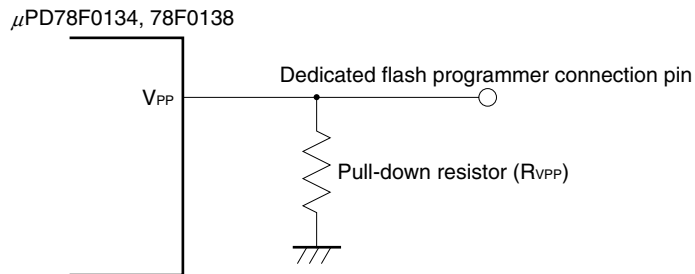 μPD78F0134, 78F0138
Dedicated flash programmer connection pin
VPP
Pull-down resistor (RVPP)